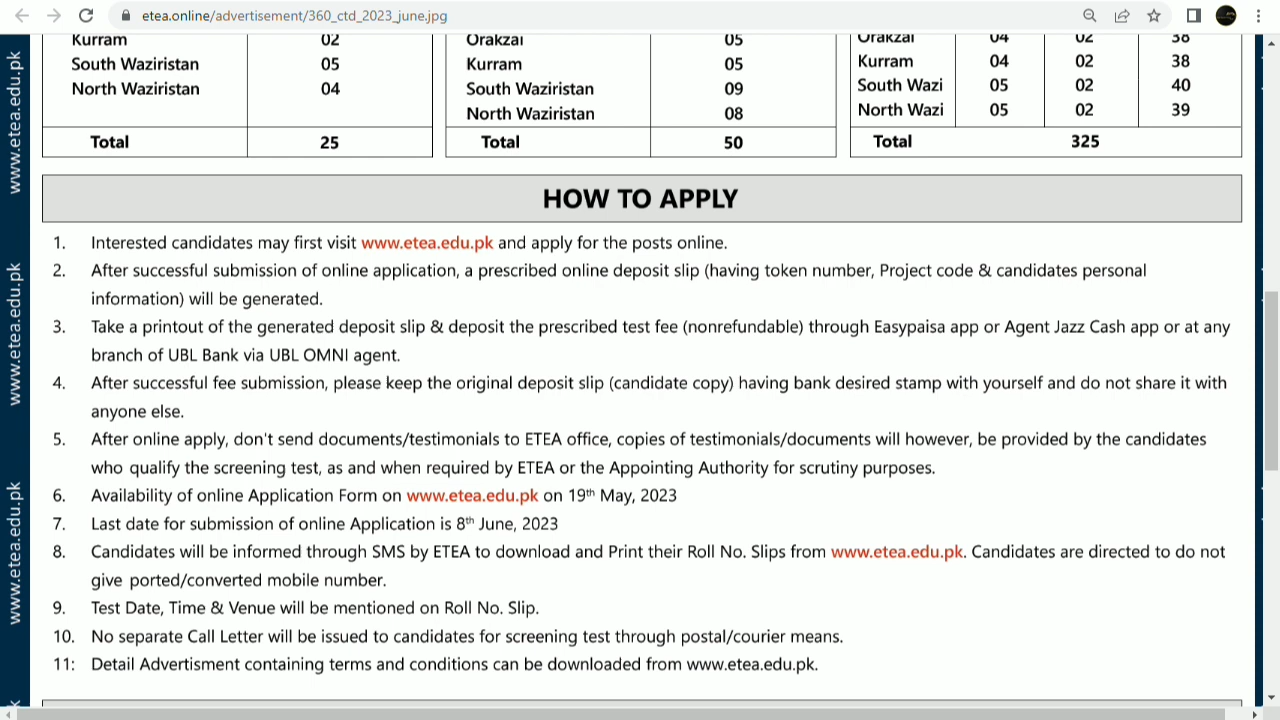 etea.online/advertisement/360_ctd_2023_june.jpg
Kurram 02
South Waziristan 05
North Waziristan 04
Total 25
Orakzai 05
Kurram 05
South Waziristan 09
North Waziristan 08
Total 50
Orakzai 04 02 38
Kurram 04 02 38
South Wazi 05 02 40
North Wazi 05 02 39
Total 325
HOW TO APPLY
1. Interested candidates may first visit www.etea.edu.pk and apply for the posts online.
2. After successful submission of online application, a prescribed online deposit slip (having token number, Project code & candidates personal
information) will be generated.
3. Take a printout of the generated deposit slip & deposit the prescribed test fee (nonrefundable) through Easypaisa app or Agent Jazz Cash app or at any
branch of UBL Bank via UBL OMNI agent.
4. After successful fee submission, please keep the original deposit slip (candidate copy) having bank desired stamp with yourself and do not share it with
anyone else.
5. After online apply, don't send documents/testimonials to ETEA office, copies of testimonials/documents will however, be provided by the candidates
who qualify the screening test, as and when required by ETEA or the Appointing Authority for scrutiny purposes.
6. Availability of online Application Form on www.etea.edu.pk on 19th May, 2023
7. Last date for submission of online Application is 8th June, 2023
8. Candidates will be informed through SMS by ETEA to download and Print their Roll No. Slips from www.etea.edu.pk. Candidates are directed to do not
give ported/converted mobile number.
9. Test Date, Time & Venue will be mentioned on Roll No. Slip.
10. No separate Call Letter will be issued to candidates for screening test through postal/courier means.
11: Detail Advertisment containing terms and conditions can be downloaded from www.etea.edu.pk.
www.etea.edu.pk
www.etea.edu.pk
www.etea.edu.pk